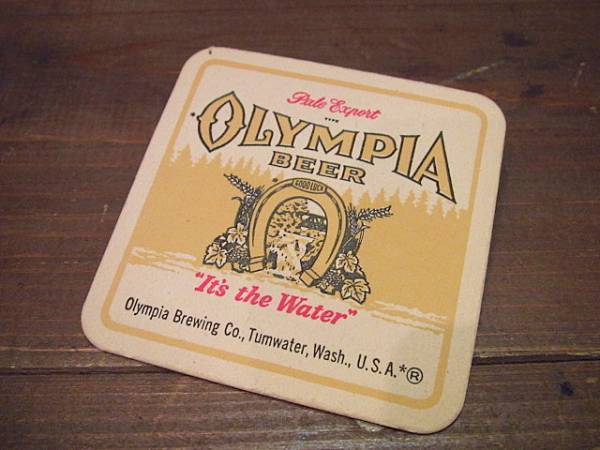 Pale Export
OLYMPIA
BEER
GOOD LUCK
"It's the Water"
Olympia Brewing Co., Tumwater, Wash., U.S.A.*®